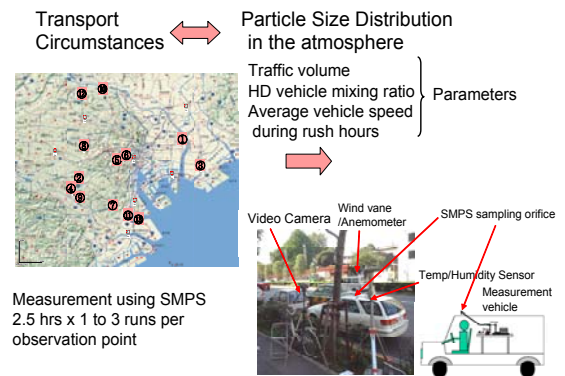 Transport
Circumstances
Particle Size Distribution
in the atmosphere
Traffic volume
HD vehicle mixing ratio
Average vehicle speed
during rush hours
Parameters
Measurement using SMPS
2.5 hrs x 1 to 3 runs per
observation point
Video Camera
Wind vane
/Anemometer
SMPS sampling orifice
Temp/Humidity Sensor
Measurement
vehicle